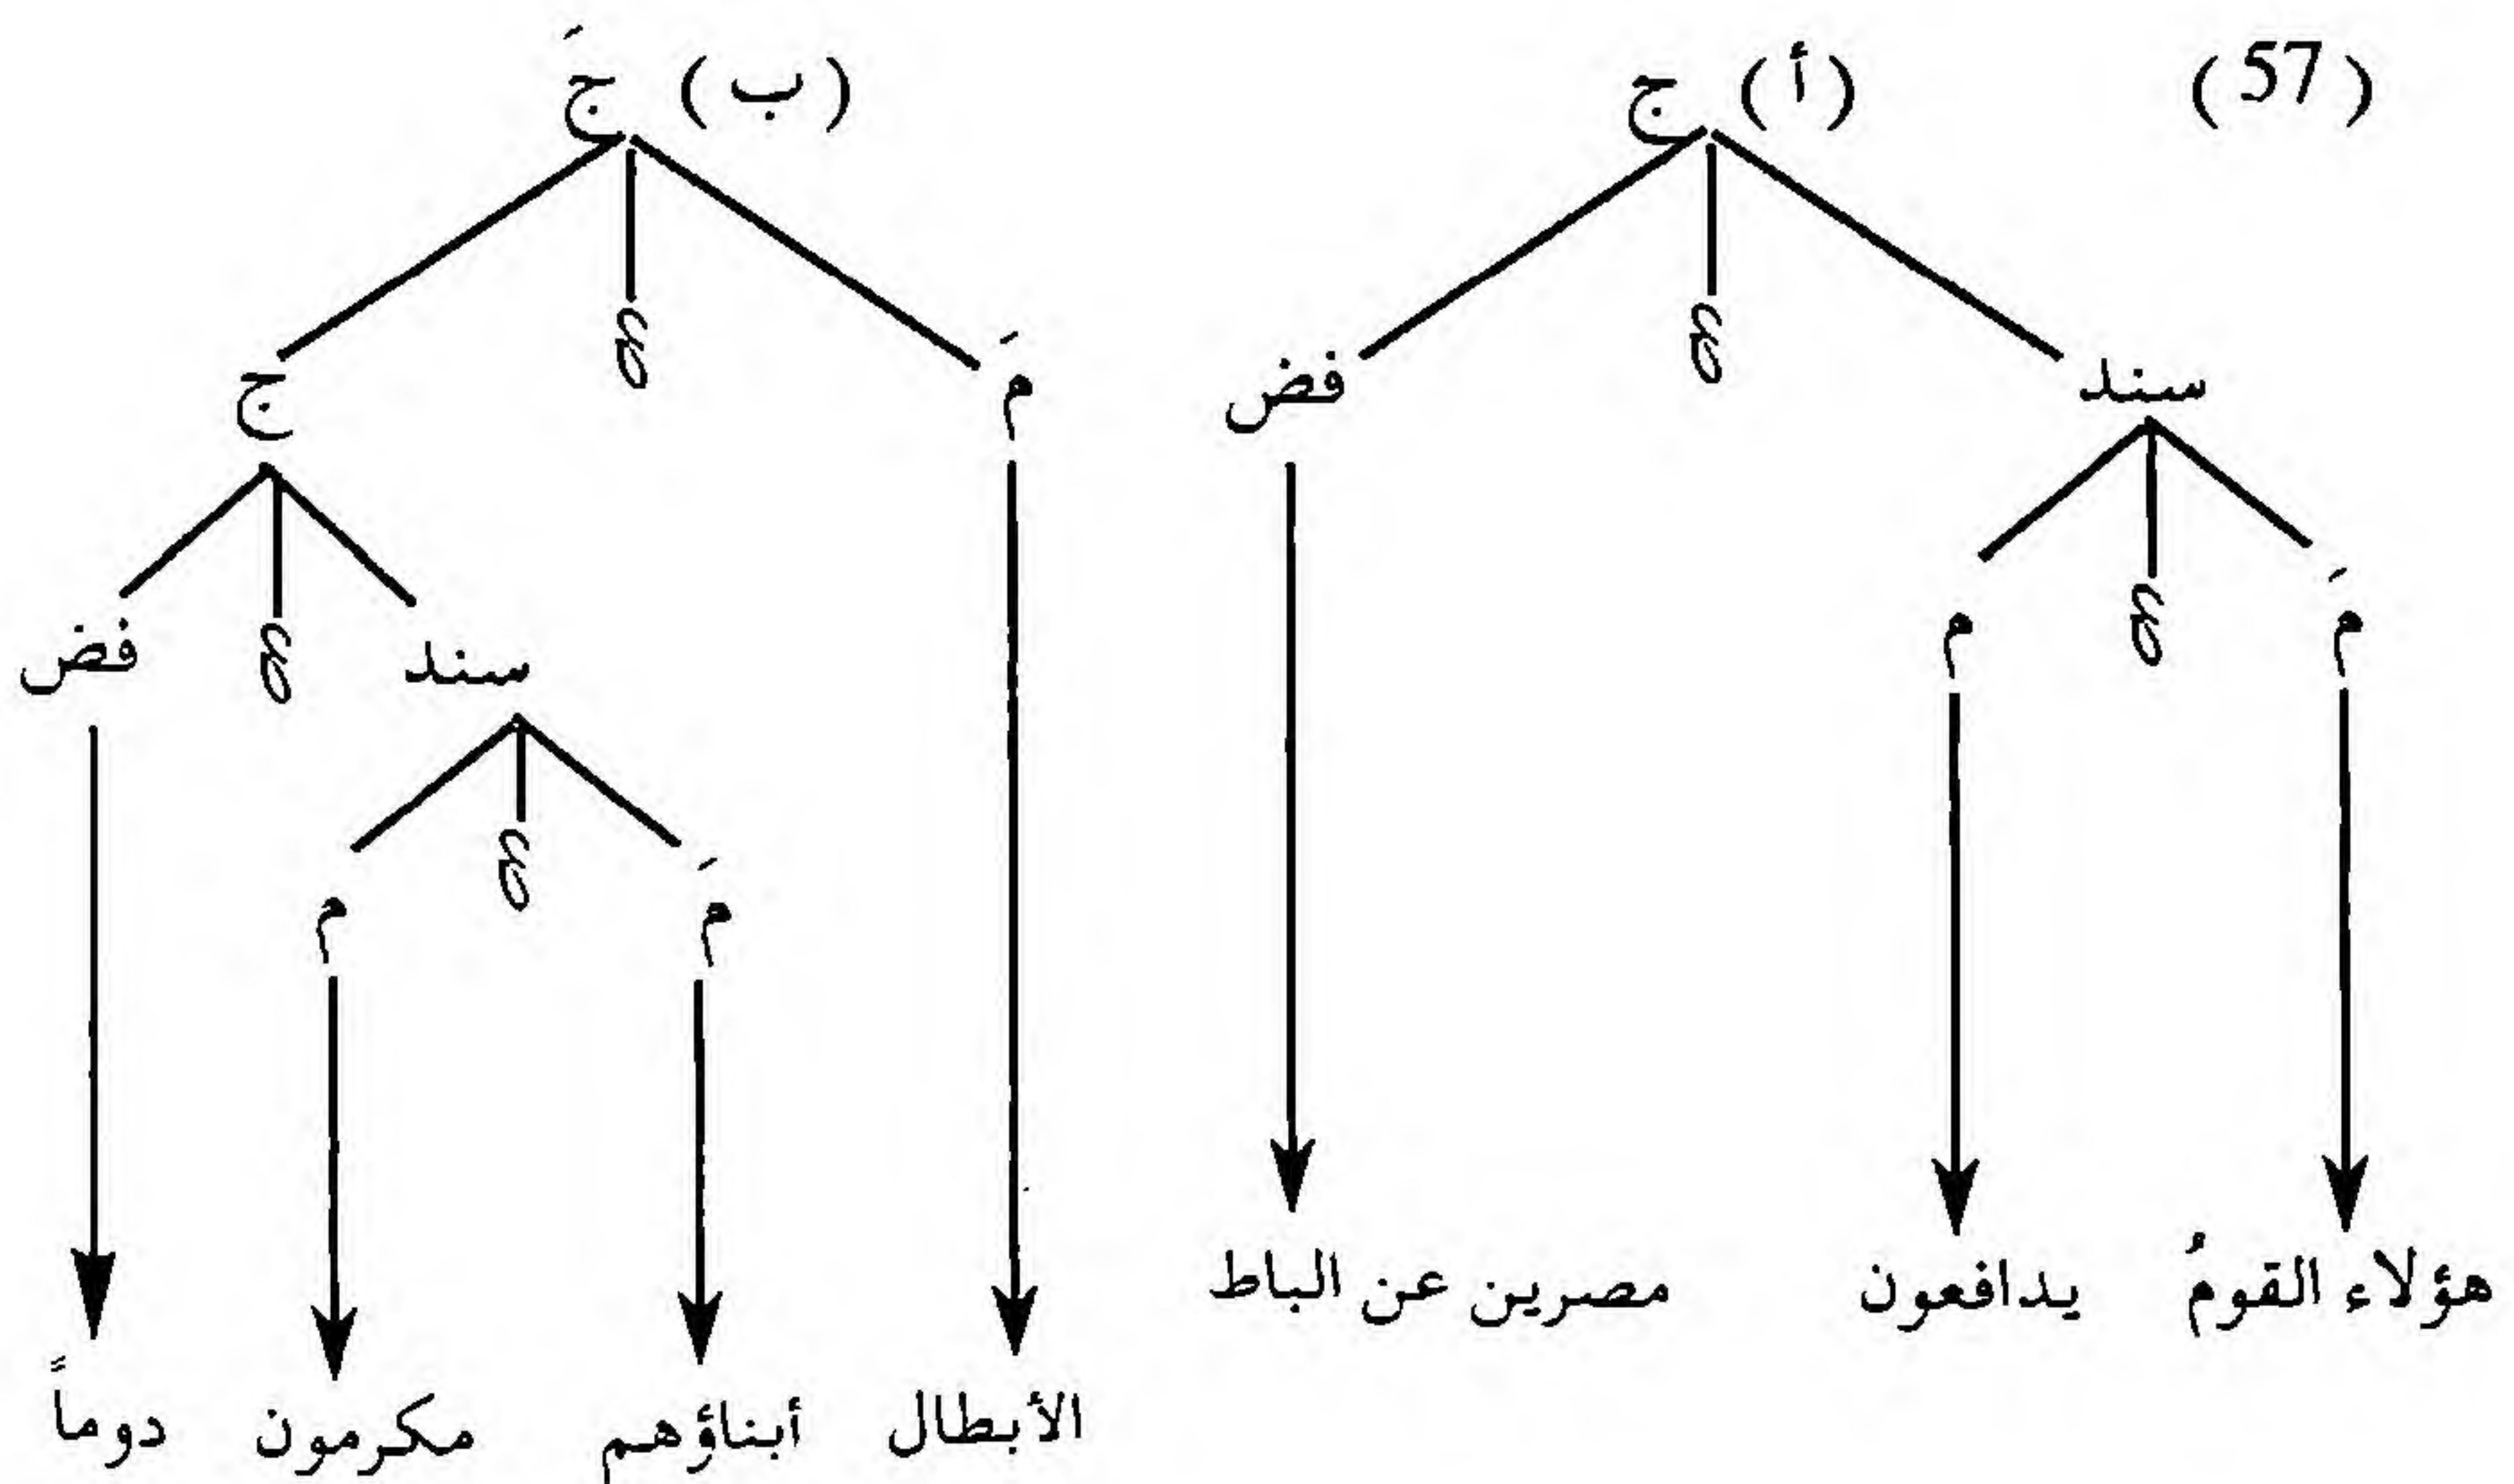 (57) (أ) ج (ب) جَ
سند فض مَ ج
مَ م سند فض
مَ م
هؤلاء القومُ يدافعون مصرين عن الباط
الأبطال أبناؤهم مكرمون دوماً